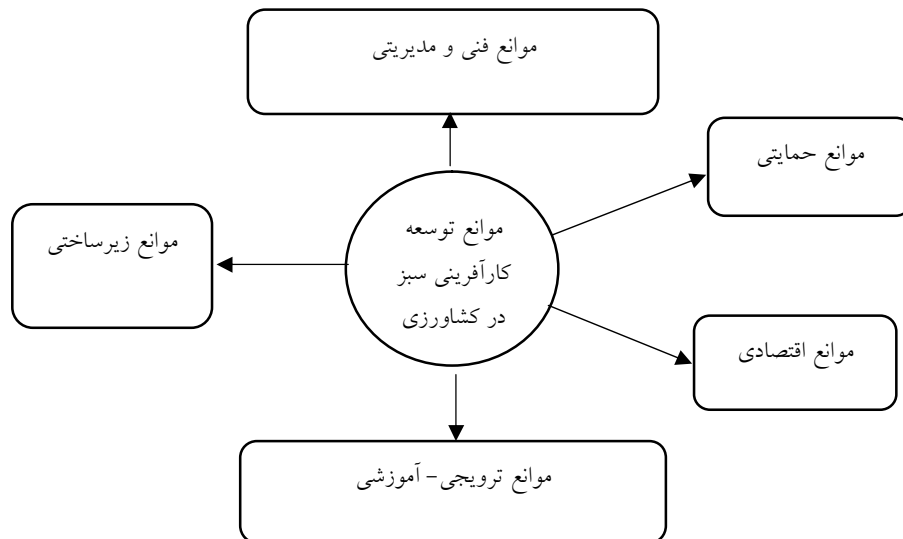 موانع فنی و مدیریتی
موانع حمایتی
موانع توسعه
کارآفرینی سبز
در کشاورزی
موانع زیرساختی
موانع اقتصادی
موانع ترویجی- آموزشی